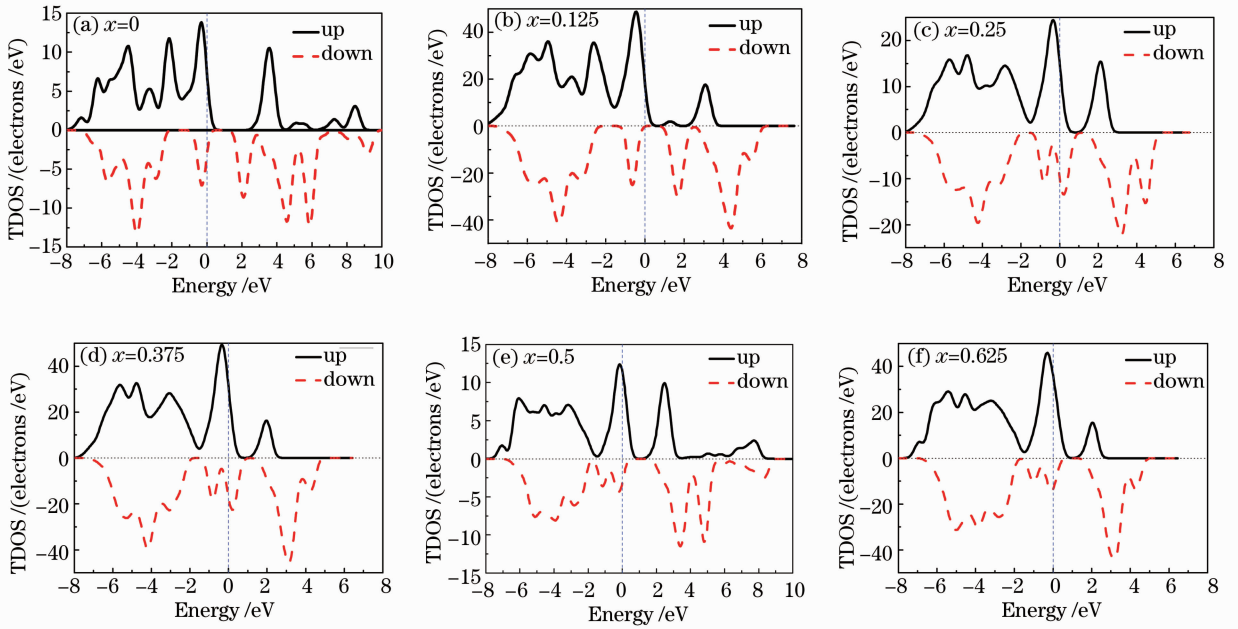 (a) x=0
up
down
15
10
5
0
−5
−10
−15
TDOS /(electrons /eV)
−8 −6 −4 −2 0 2 4 6 8 10
Energy /eV
(b) x=0.125
up
down
40
20
0
−20
−40
TDOS /(electrons /eV)
−8 −6 −4 −2 0 2 4 6 8
Energy /eV
(c) x=0.25
up
down
20
10
0
−10
−20
TDOS /(electrons /eV)
−8 −6 −4 −2 0 2 4 6 8
Energy /eV
(d) x=0.375
up
down
40
20
0
−20
−40
TDOS /(electrons /eV)
−8 −6 −4 −2 0 2 4 6 8
Energy /eV
(e) x=0.5
up
down
15
10
5
0
−5
−10
−15
TDOS /(electrons /eV)
−8 −6 −4 −2 0 2 4 6 8 10
Energy /eV
(f) x=0.625
up
down
40
20
0
−20
−40
TDOS /(electrons /eV)
−8 −6 −4 −2 0 2 4 6 8
Energy /eV